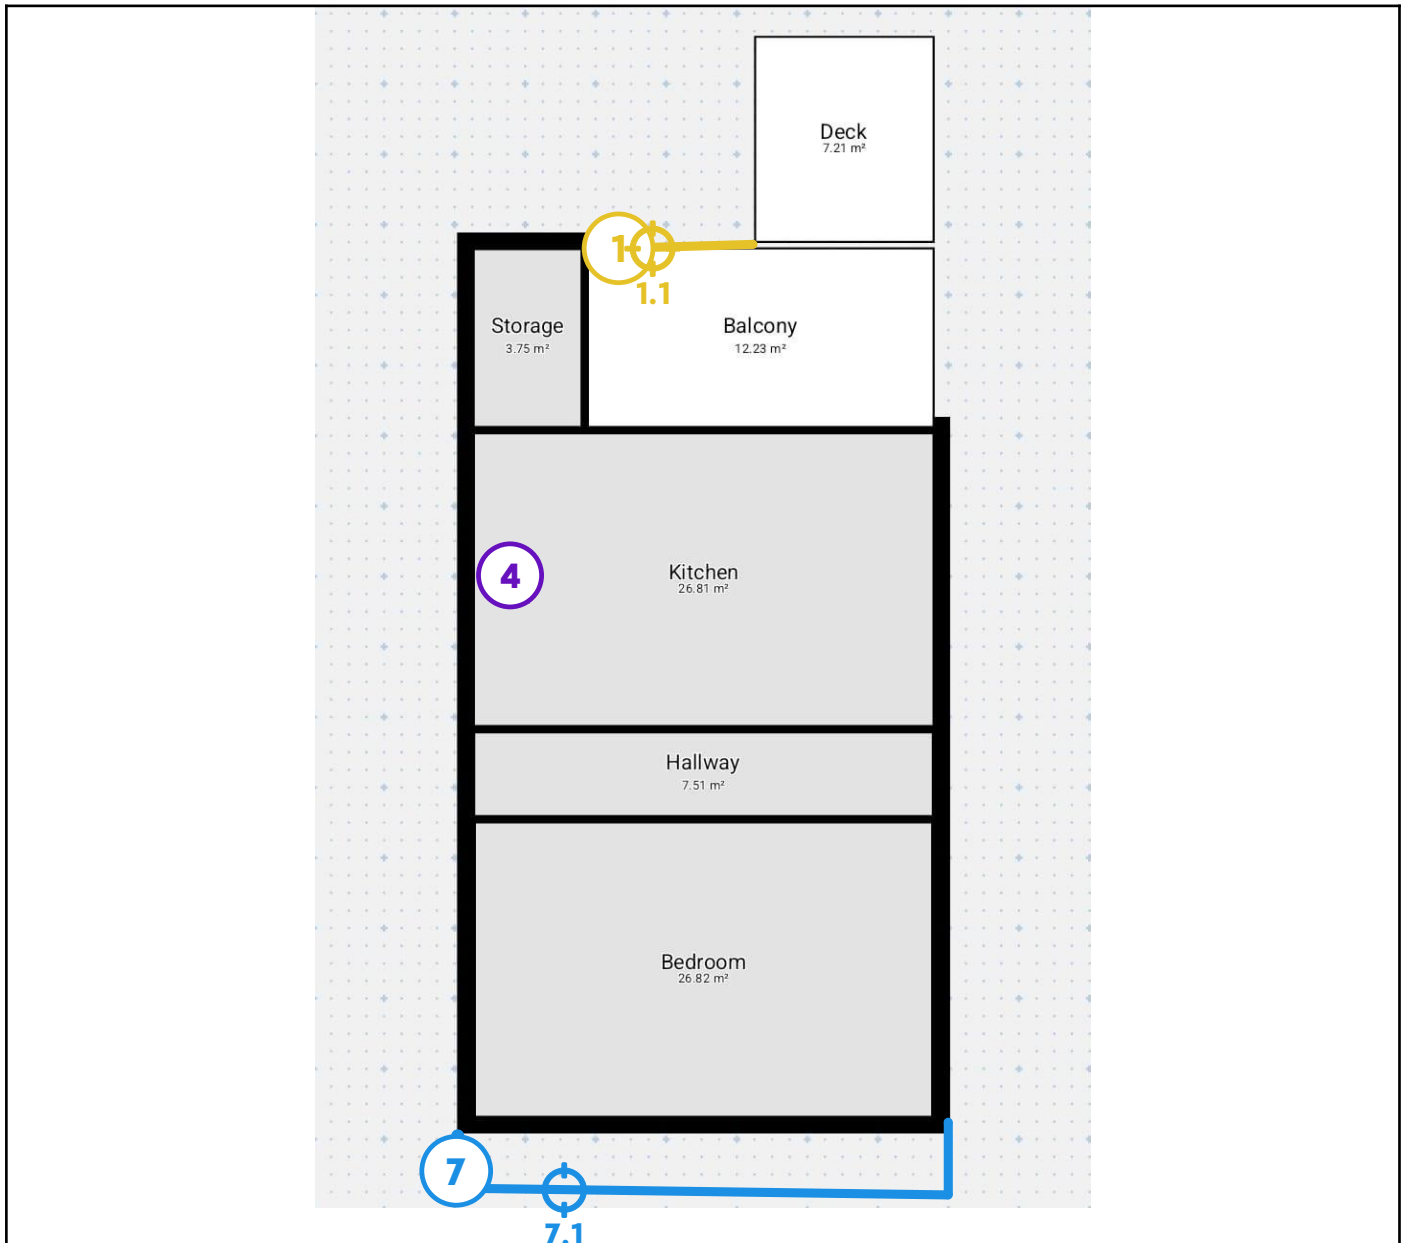 Deck
7.21 m²
1
1.1
Storage
3.75 m²
Balcony
12.23 m²
4
Kitchen
26.81 m²
Hallway
7.51 m²
Bedroom
26.82 m²
7
7.1